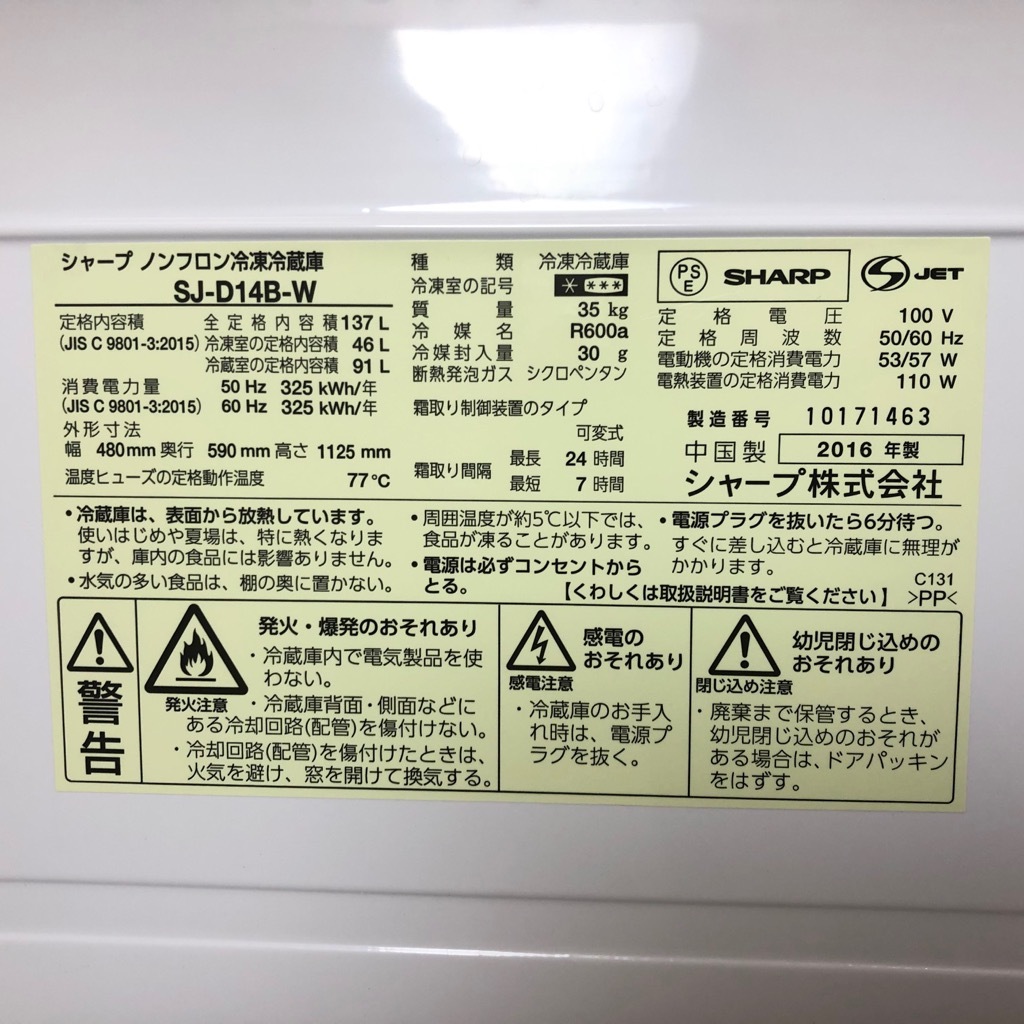 シャープ ノンフロン冷凍冷蔵庫
SJ-D14B-W
定格内容積 全定格内容積 137 L
(JIS C 9801-3:2015) 冷凍室の定格内容積 46 L
冷蔵室の定格内容積 91 L
消費電力量 50 Hz 325 kWh/年
(JIS C 9801-3:2015) 60 Hz 325 kWh/年
外形寸法
幅 480mm 奥行 590mm 高さ 1125mm
温度ヒューズの定格動作温度 77℃
種類 冷凍冷蔵庫
冷凍室の記号 * ***
質量 35 kg
冷媒名 R600a
冷媒封入量 30 g
断熱発泡ガス シクロペンタン
霜取り制御装置のタイプ
可変式
霜取り間隔 最長 24 時間
最短 7 時間
PS
E
SHARP
S JET
定格電圧 100 V
定格周波数 50/60 Hz
電動機の定格消費電力 53/57 W
電熱装置の定格消費電力 110 W
製造番号 10171463
中国製 2016 年製
シャープ株式会社
・冷蔵庫は、表面から放熱しています。
使いはじめや夏場は、特に熱くなりま
すが、庫内の食品には影響ありません。
・水気の多い食品は、棚の奥に置かない。
・周囲温度が約5℃以下では、
食品が凍ることがあります。
・電源は必ずコンセントから
とる。
・電源プラグを抜いたら6分待つ。
すぐに差し込むと冷蔵庫に無理が
かかります。
C131
【くわしくは取扱説明書をご覧ください】 >PP<
警告
発火注意
発火・爆発のおそれあり
・冷蔵庫内で電気製品を使
わない。
・冷蔵庫背面・側面などに
ある冷却回路(配管)を傷付けない。
・冷却回路(配管)を傷付けたときは、
火気を避け、窓を開けて換気する。
感電注意
感電の
おそれあり
・冷蔵庫のお手入
れ時は、電源プ
ラグを抜く。
閉じ込め注意
幼児閉じ込めの
おそれあり
・廃棄まで保管するとき、
幼児閉じ込めのおそれが
ある場合は、ドアパッキン
をはずす。